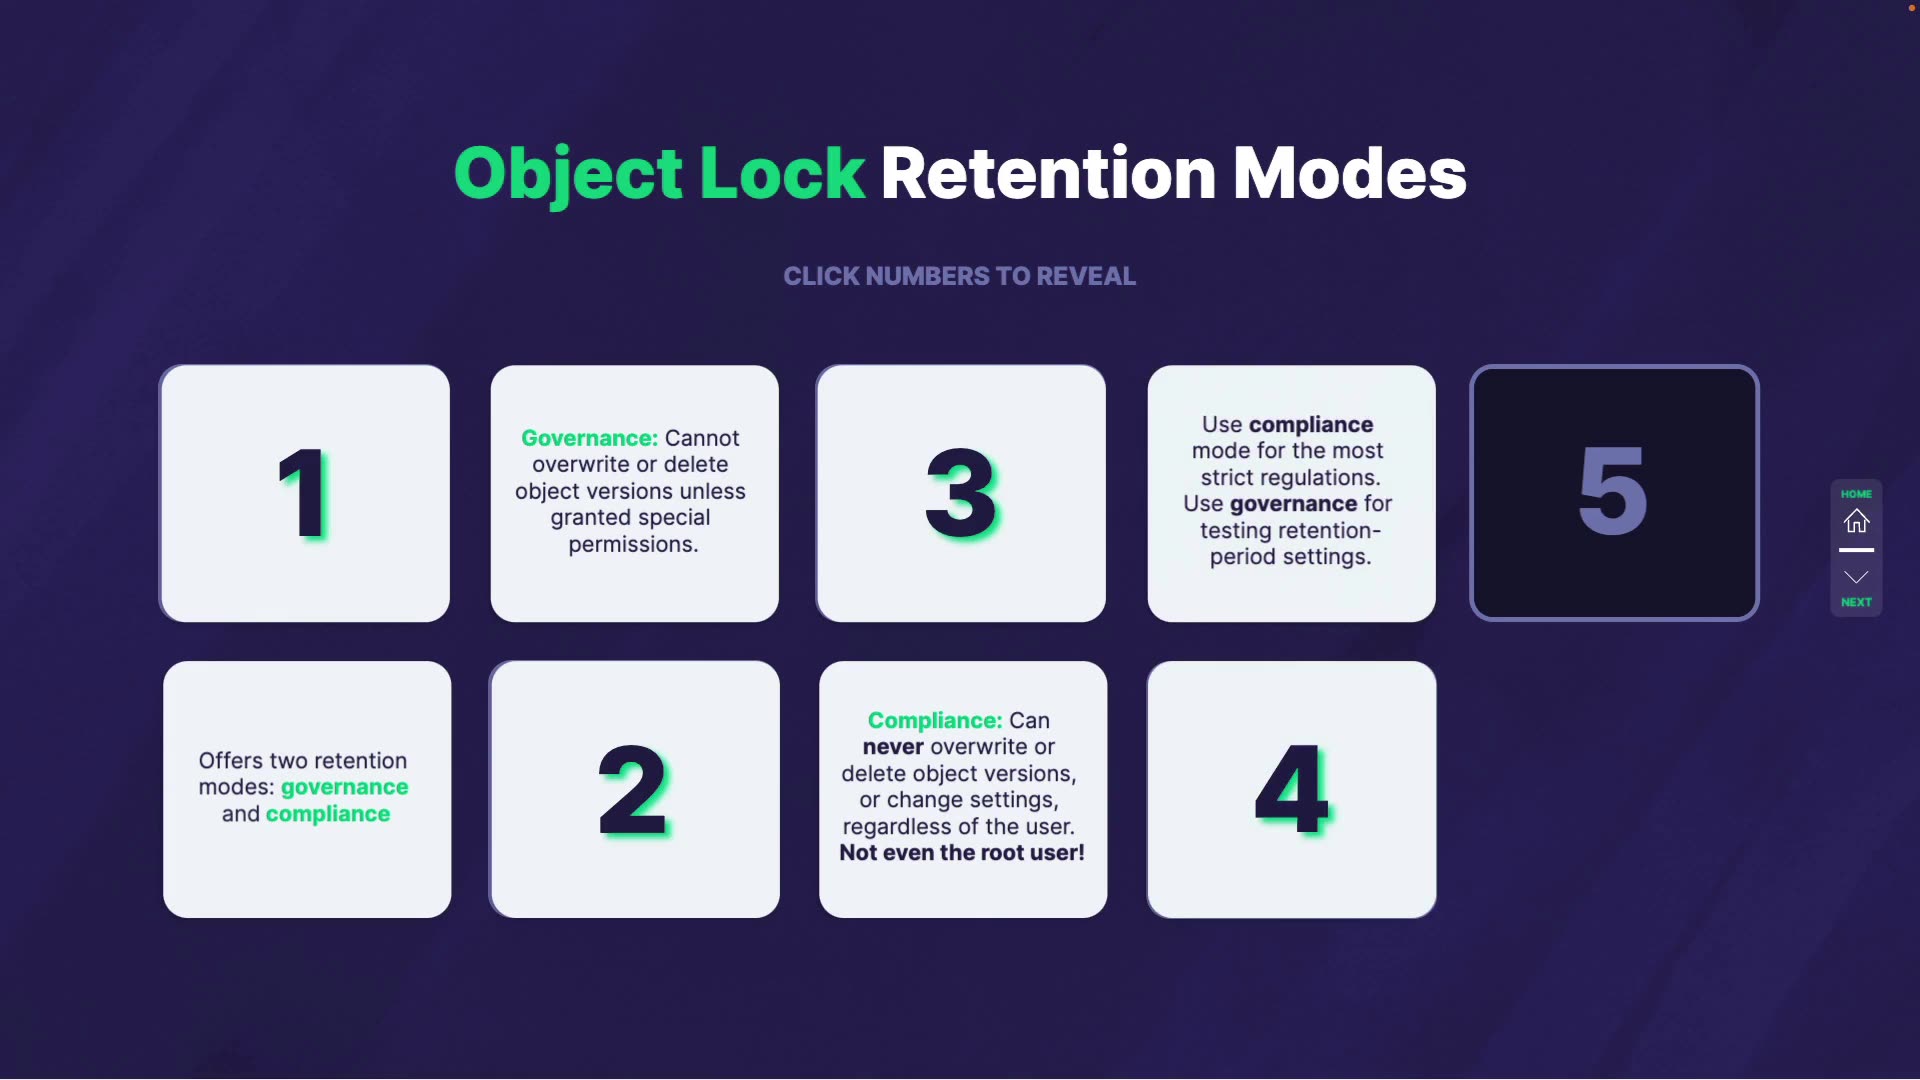 Object Lock Retention Modes
CLICK NUMBERS TO REVEAL
1
Governance: Cannot
overwrite or delete
object versions unless
granted special
permissions.
3
Use compliance
mode for the most
strict regulations.
Use governance for
testing retention-
period settings.
5
HOME
NEXT
Offers two retention
modes: governance
and compliance
2
Compliance: Can
never overwrite or
delete object versions,
or change settings,
regardless of the user.
Not even the root user!
4